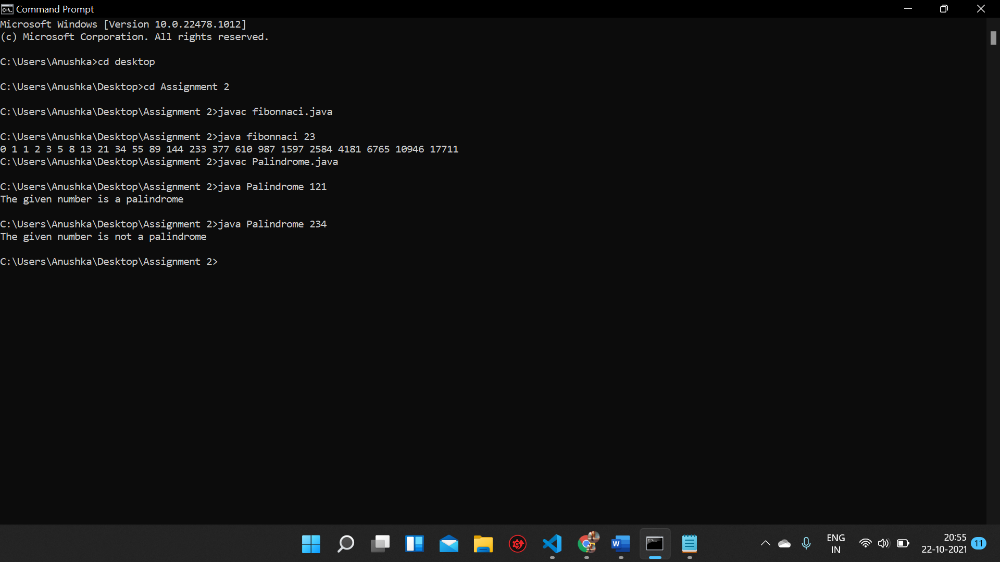 Command Prompt
Microsoft Windows [Version 10.0.22478.1012]
(c) Microsoft Corporation. All rights reserved.
C:\Users\Anushka>cd desktop
C:\Users\Anushka\Desktop>cd Assignment 2
C:\Users\Anushka\Desktop\Assignment 2>javac fibonnaci.java
C:\Users\Anushka\Desktop\Assignment 2>java fibonnaci 23
0 1 1 2 3 5 8 13 21 34 55 89 144 233 377 610 987 1597 2584 4181 6765 10946 17711
C:\Users\Anushka\Desktop\Assignment 2>javac Palindrome.java
C:\Users\Anushka\Desktop\Assignment 2>java Palindrome 121
The given number is a palindrome
C:\Users\Anushka\Desktop\Assignment 2>java Palindrome 234
The given number is not a palindrome
C:\Users\Anushka\Desktop\Assignment 2>
ENG
IN
20:55
22-10-2021
11